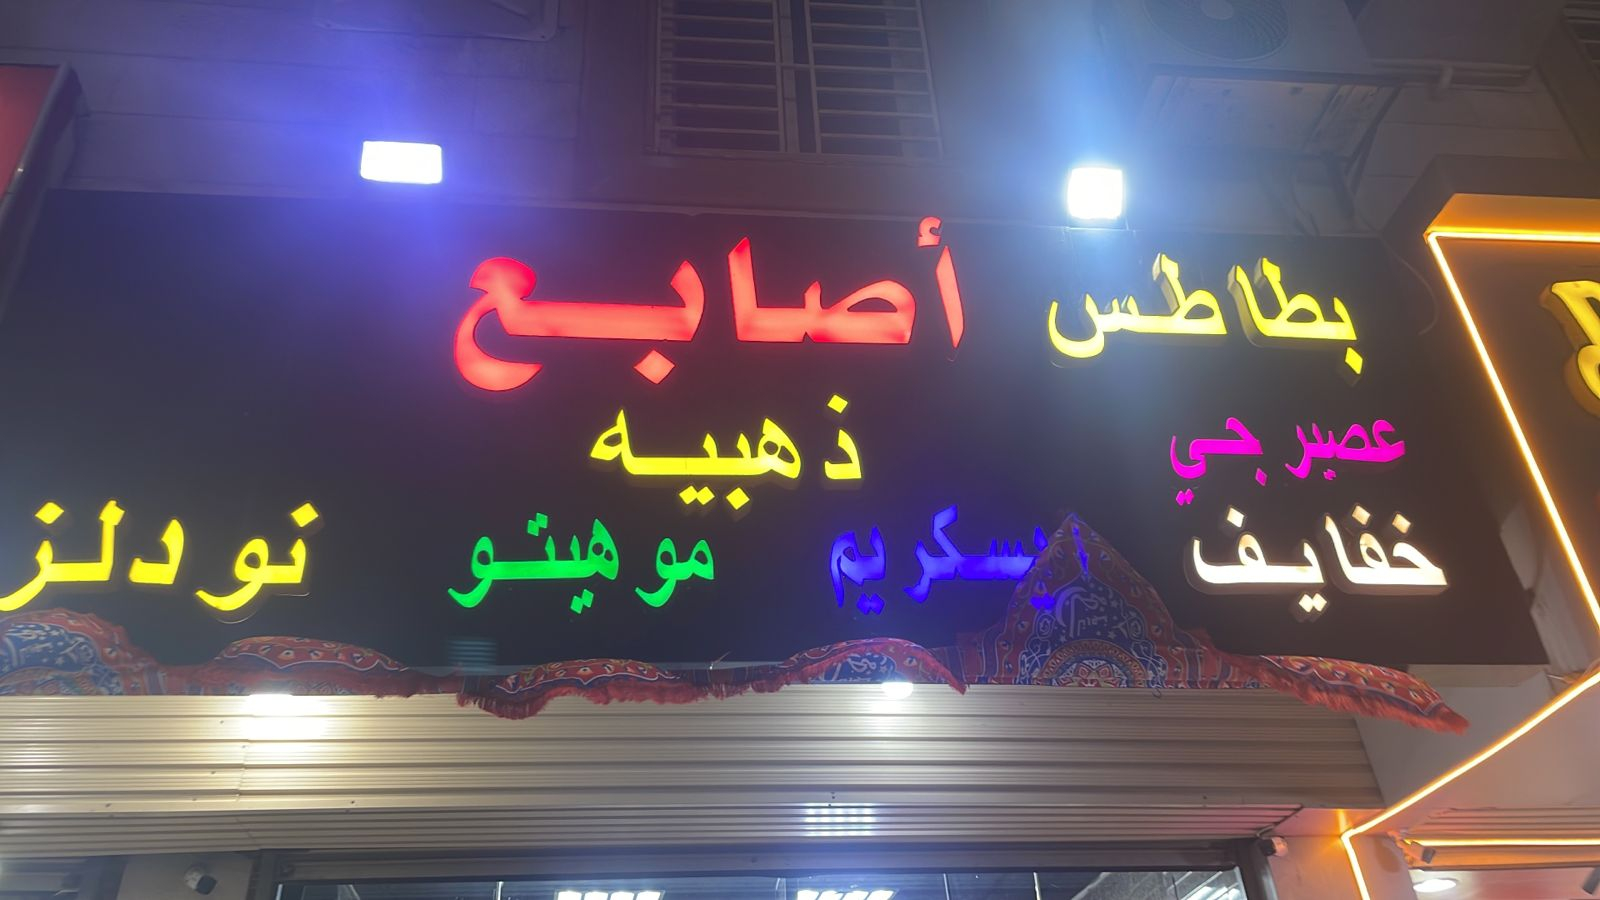 بطاطس أصابع
عصيرجي ذهبيه
خفايف ايسكريم موهيتو نودلز